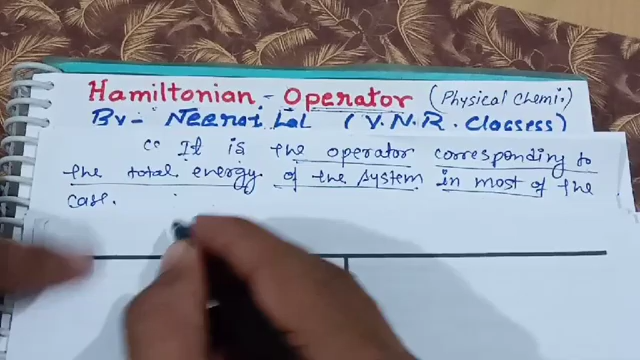 Hamiltonian - Operator (Physical Chemi.)
By- Neeraj Lal (V.N.R. Classess)
" It is the operator corresponding to
the total energy of the system in most of the
case.